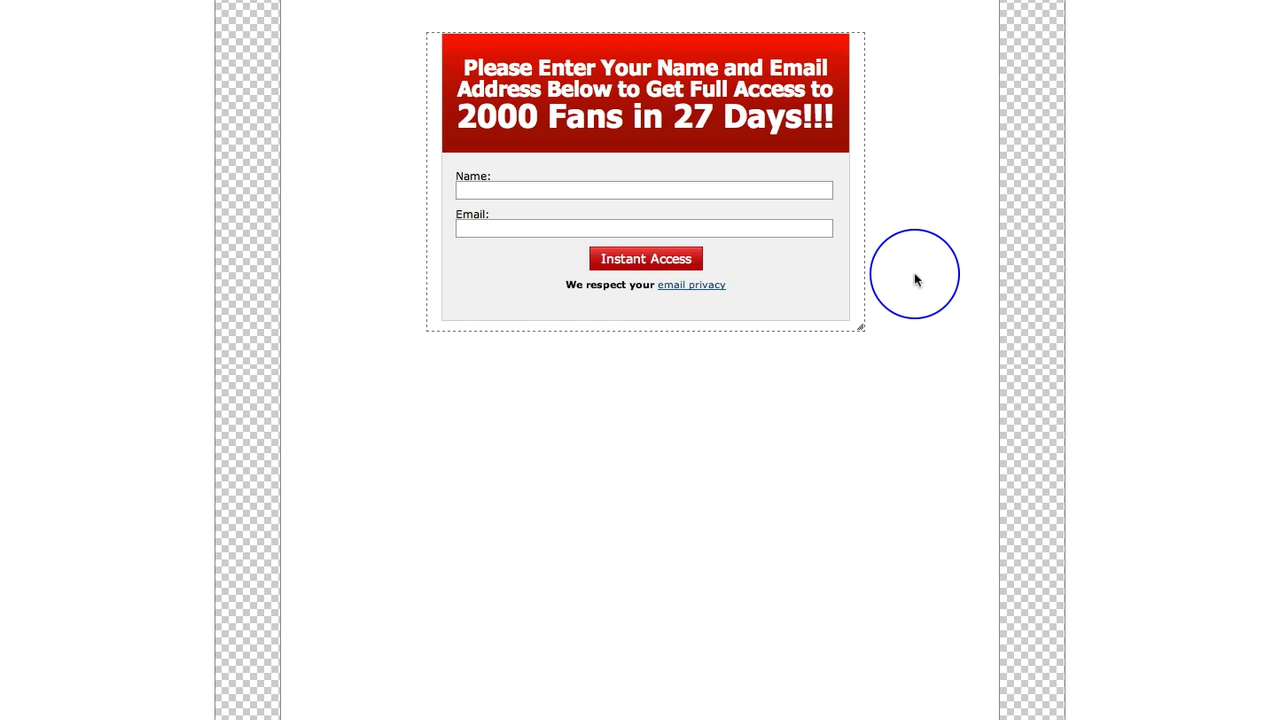 Please Enter Your Name and Email
Address Below to Get Full Access to
2000 Fans in 27 Days!!!
Name:
Email:
Instant Access
We respect your email privacy